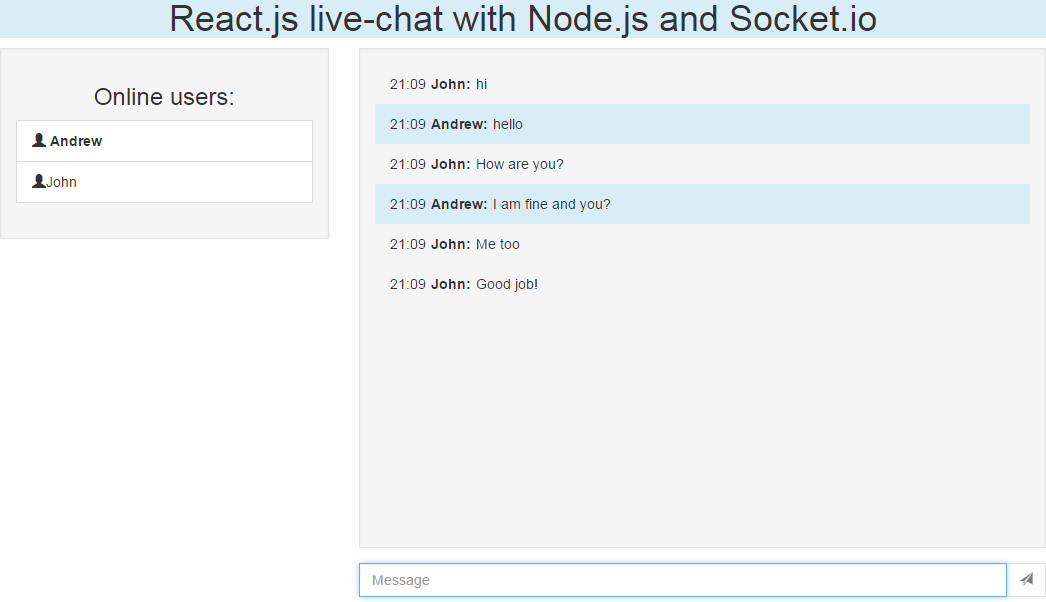 React.js live-chat with Node.js and Socket.io
Online users:
Andrew
John
21:09 John: hi
21:09 Andrew: hello
21:09 John: How are you?
21:09 Andrew: I am fine and you?
21:09 John: Me too
21:09 John: Good job!
Message